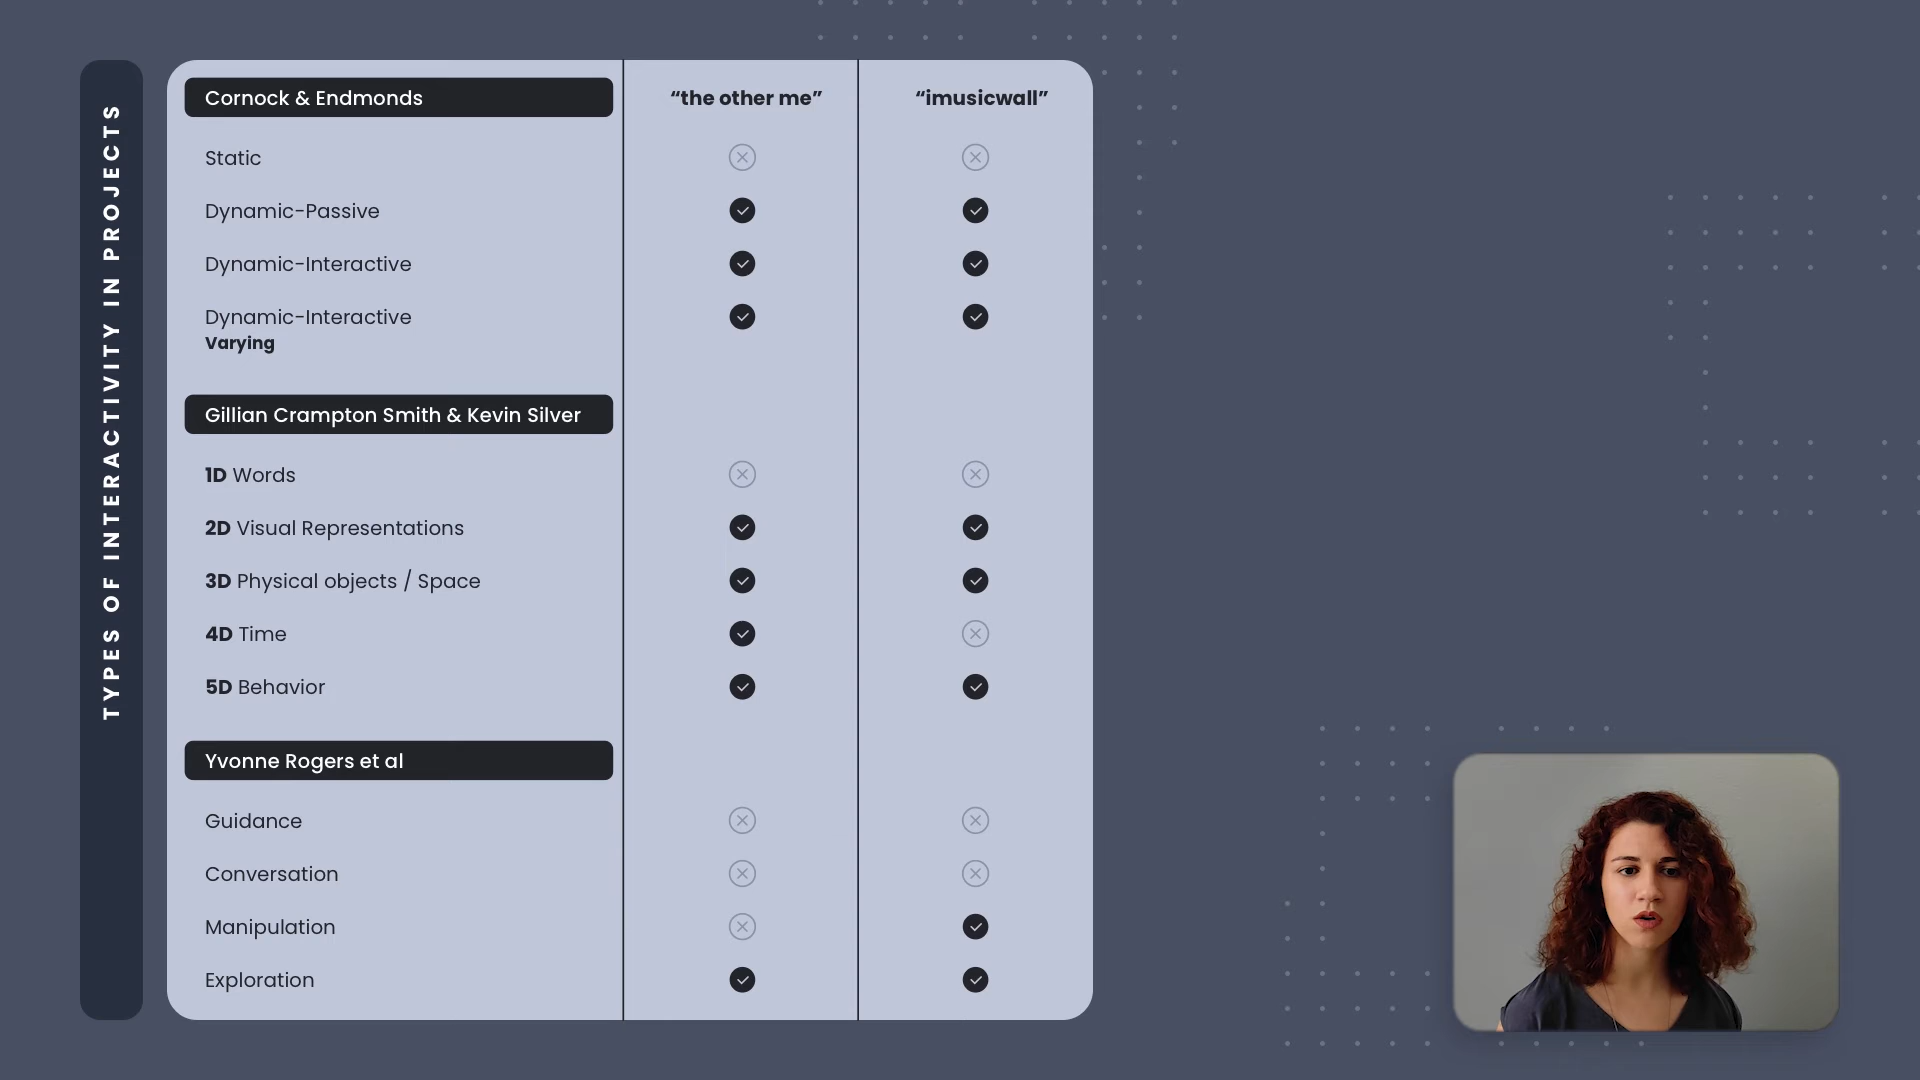 TYPES OF INTERACTIVITY IN PROJECTS
Cornock & Endmonds
“the other me”
“imusicwall”
Static
Dynamic-Passive
Dynamic-Interactive
Dynamic-Interactive
Varying
Gillian Crampton Smith & Kevin Silver
1D Words
2D Visual Representations
3D Physical objects / Space
4D Time
5D Behavior
Yvonne Rogers et al
Guidance
Conversation
Manipulation
Exploration